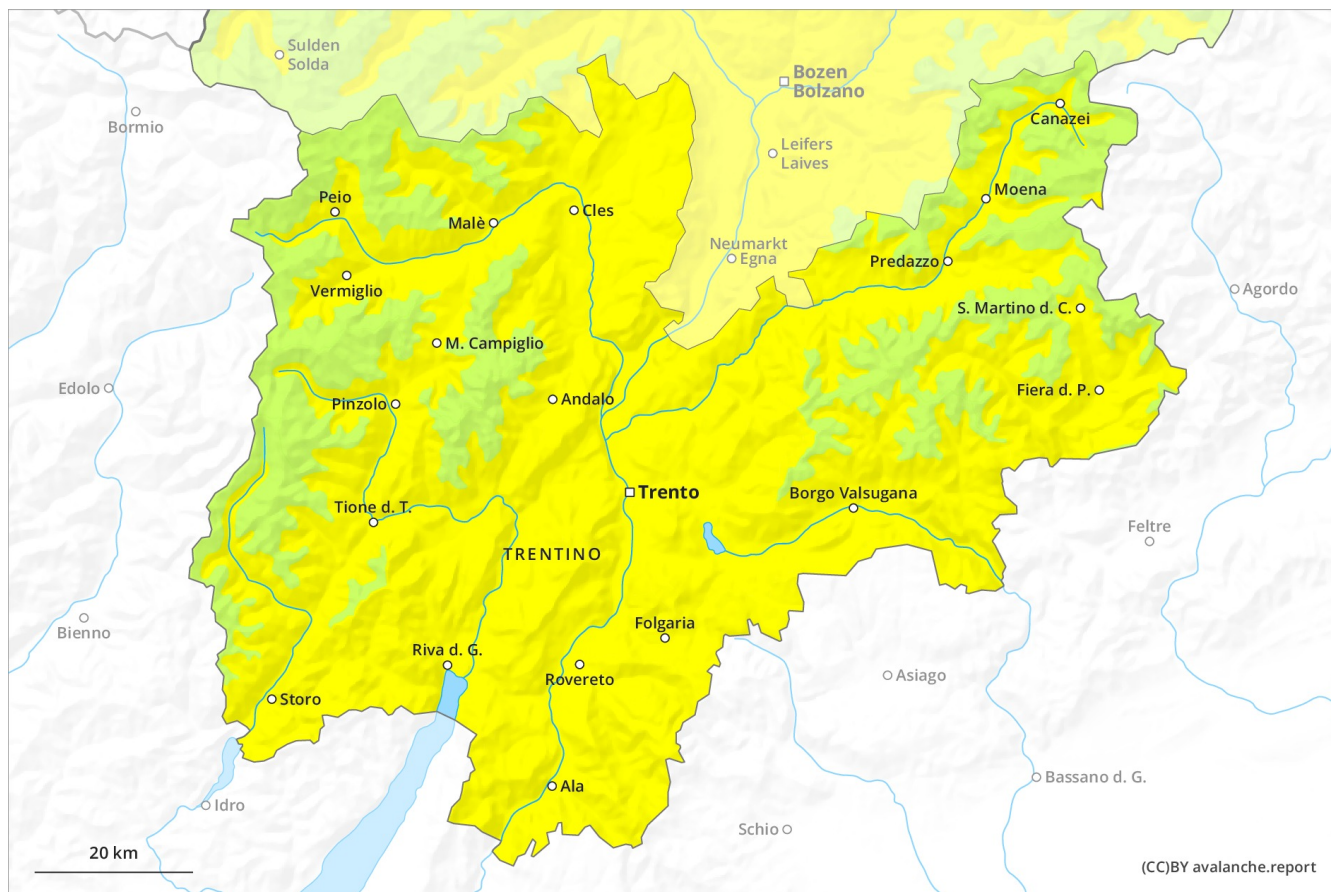 Sulden
Solda
Bozen
Bolzano
Bormio
Canazei
Leifers
Laives
Peio
Moena
Malè
Cles
Neumarkt
Egna
Predazzo
Vermiglio
Agordo
S. Martino d. C.
M. Campiglio
Edolo
Fiera d. P.
Andalo
Pinzolo
Trento
Borgo Valsugana
Tione d. T.
Feltre
TRENTINO
Bienno
Folgaria
Riva d. G.
Rovereto
Asiago
Storo
Bassano d. G.
Ala
Idro
Schio
20 km
(CC)BY avalanche.report